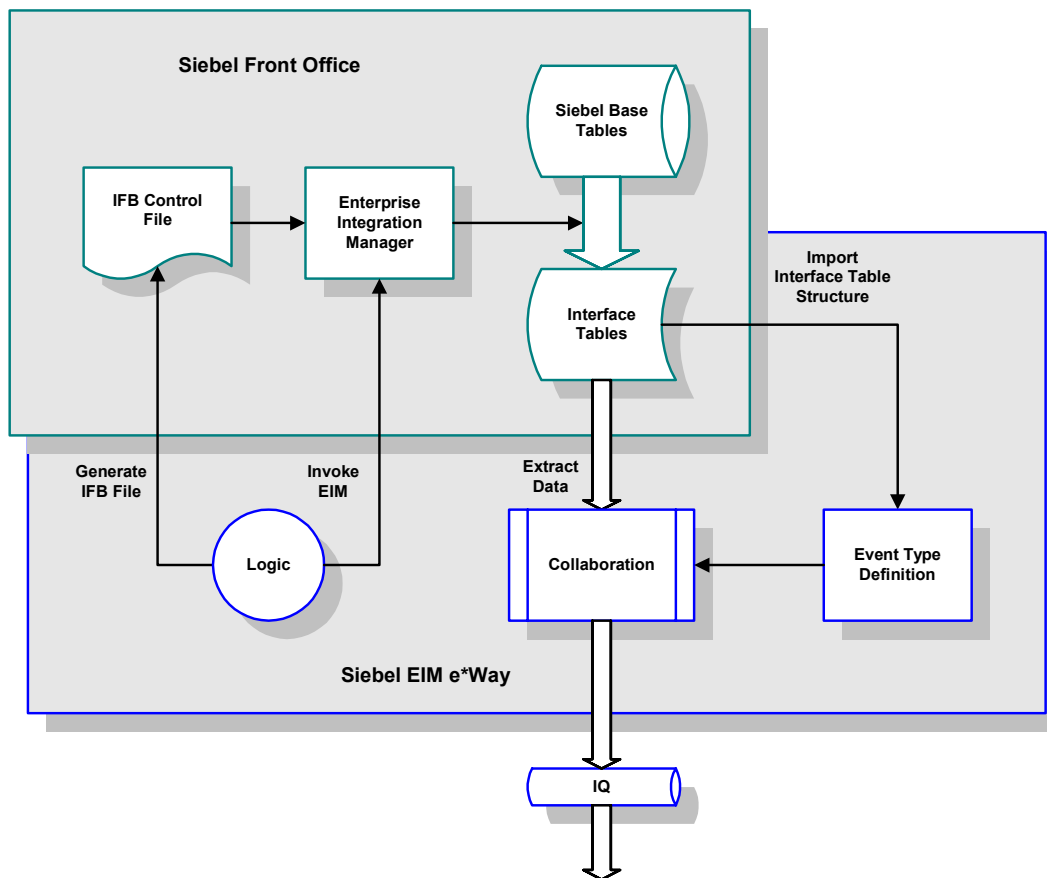 Siebel Front Office
Siebel Base
Tables
IFB Control
File
Enterprise
Integration
Manager
Import
Interface Table
Structure
Interface
Tables
Generate
IFB File
Invoke
EIM
Extract
Data
Logic
Collaboration
Event Type
Definition
Siebel EIM e*Way
IQ